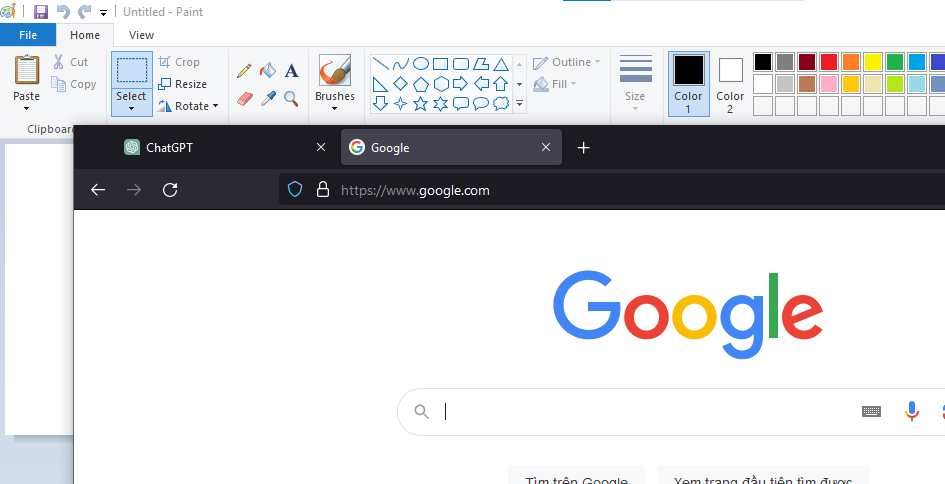 Untitled - Paint
File Home View
Paste
Cut
Copy
Clipboard
Select
Crop
Resize
Rotate
A
Brushes
Outline
Fill
Size
Color
1
Color
2
ChatGPT
Google
https://www.google.com
Google
Tìm trên Google
Xem trang đầu tiên tìm được